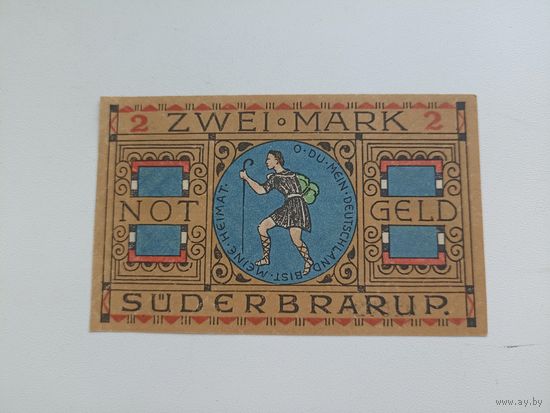 2 ZWEI·MARK 2
O·DU·MEIN·DEUTSCHLAND·BIST·MEINE·HEIMAT·
NOT GELD
SÜDERBRARUP.
www.ay.by